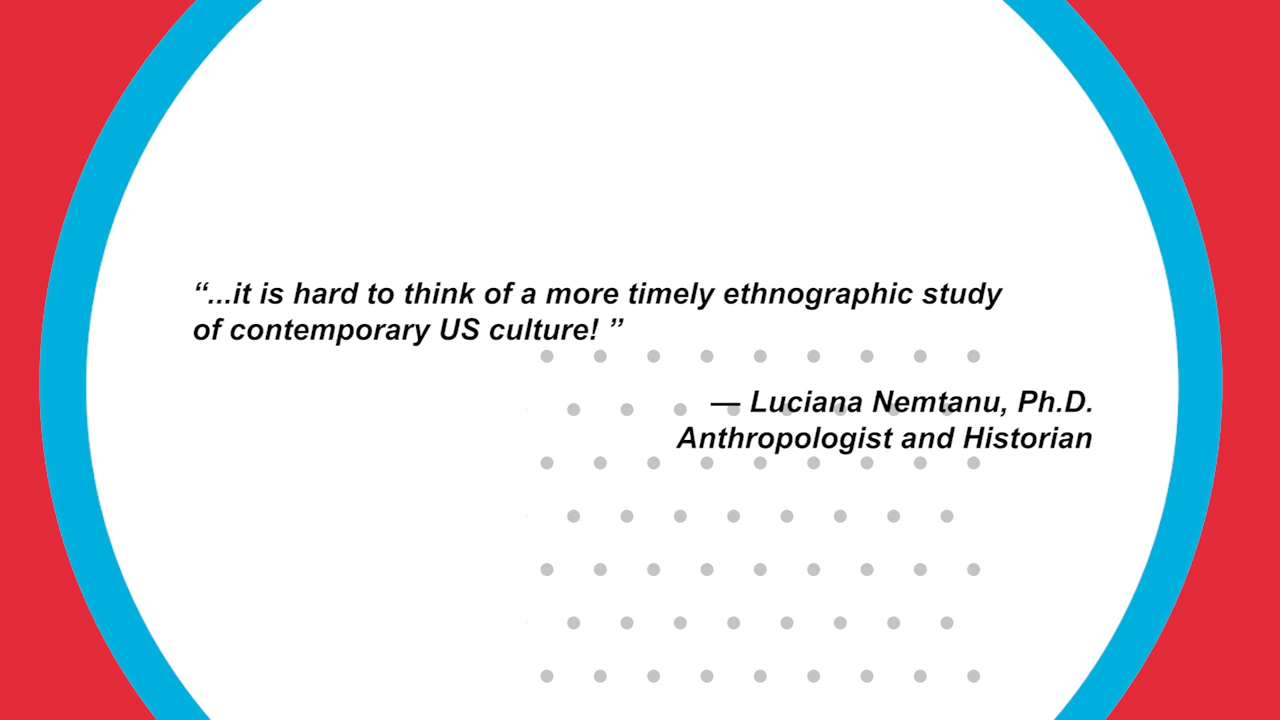 “...it is hard to think of a more timely ethnographic study
of contemporary US culture! ”
— Luciana Nemtanu, Ph.D.
Anthropologist and Historian